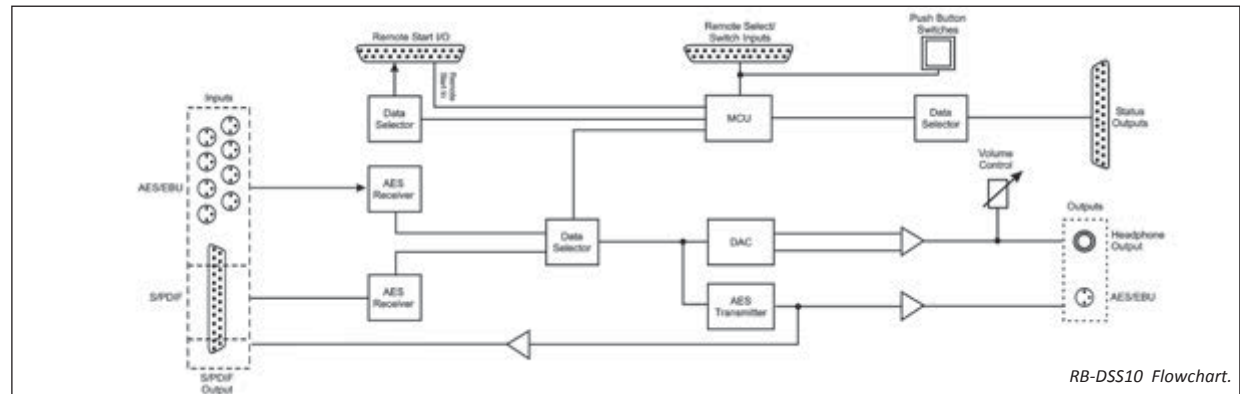 Remote Start I/O
Remote Select/
Switch Inputs
Push Button
Switches
Remote
Start In
Inputs
Data
Selector
MCU
Data
Selector
Status
Outputs
AES/EBU
AES
Receiver
Volume
Control
Outputs
Data
Selector
DAC
Headphone
Output
S/PDIF
AES
Receiver
AES
Transmitter
AES/EBU
S/PDIF
Output
RB-DSS10 Flowchart.